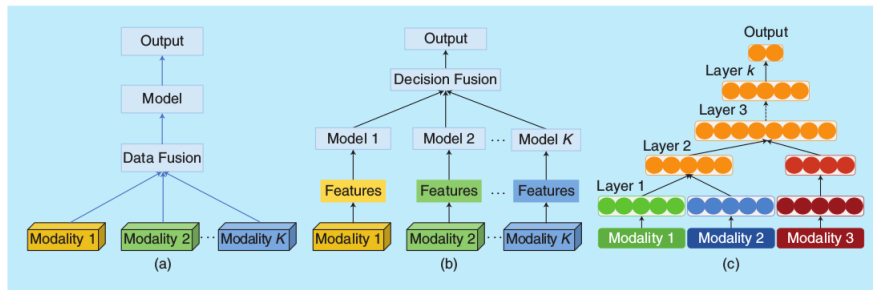 Output
Model
Data Fusion
Modality 1 Modality 2 ... Modality K
(a)
Output
Decision Fusion
Model 1 Model 2 ... Model K
Features Features ... Features
Modality 1 Modality 2 ... Modality K
(b)
Output
Layer k
Layer 3
Layer 2
Layer 1
Modality 1 Modality 2 Modality 3
(c)